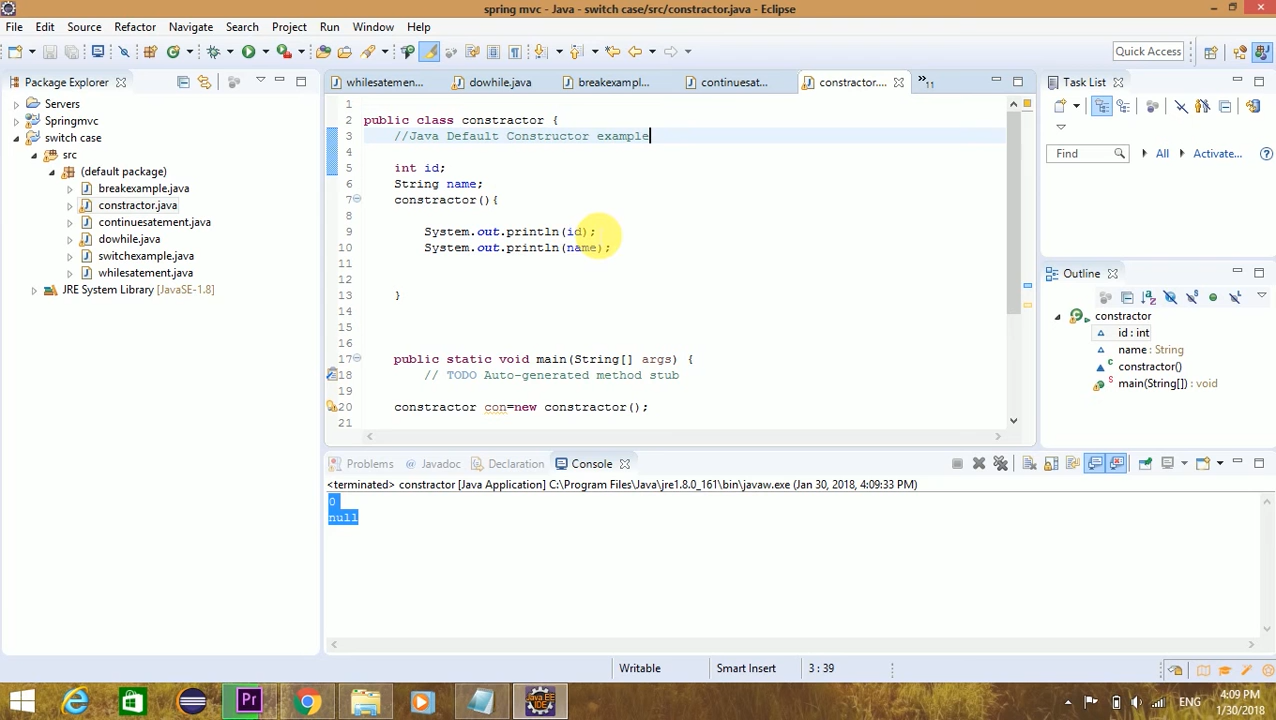 spring mvc - Java - switch case/src/constractor.java - Eclipse
File Edit Source Refactor Navigate Search Project Run Window Help
Quick Access
Package Explorer
whilesatemen... dowhile.java breakexampl... continuesat... constractor.... »11
Task List
Servers
Springmvc
switch case
src
(default package)
breakexample.java
constractor.java
continuesatement.java
dowhile.java
switchexample.java
whilesatement.java
JRE System Library [JavaSE-1.8]
1
2 public class constractor {
3 //Java Default Constructor example
4
5 int id;
6 String name;
7 constractor(){
8
9 System.out.println(id);
10 System.out.println(name);
11
12
13 }
14
15
16
17 public static void main(String[] args) {
18 // TODO Auto-generated method stub
19
20 constractor con=new constractor();
21
Find All Activate...
Outline
constractor
id : int
name : String
constractor()
main(String[]) : void
Problems Javadoc Declaration Console
<terminated> constractor [Java Application] C:\Program Files\Java\jre1.8.0_161\bin\javaw.exe (Jan 30, 2018, 4:09:33 PM)
0
null
Writable Smart Insert 3 : 39
Pr
Java EE
IDE
ENG
4:09 PM
1/30/2018